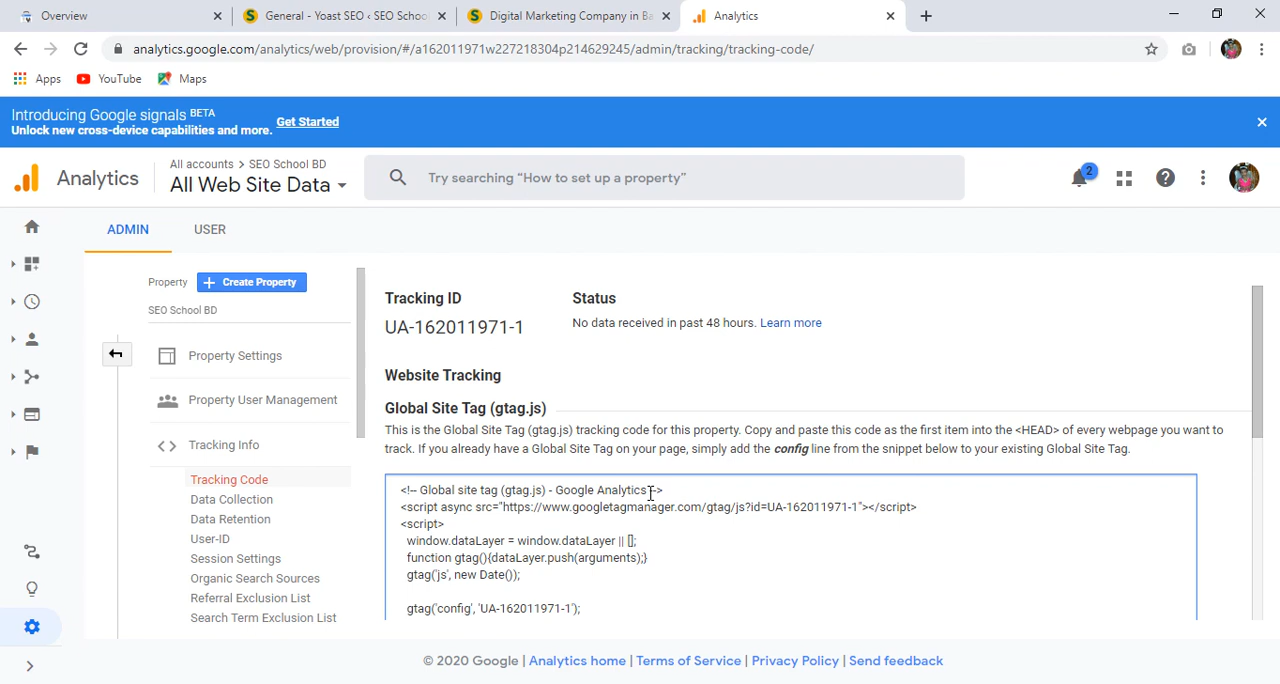 Overview
General - Yoast SEO ‹ SEO Schoo
Digital Marketing Company in Ba
Analytics
analytics.google.com/analytics/web/provision/#/a162011971w227218304p214629245/admin/tracking/tracking-code/
Apps
YouTube
Maps
Introducing Google signals BETA
Unlock new cross-device capabilities and more.
Get Started
Analytics
All accounts > SEO School BD
All Web Site Data
Try searching “How to set up a property”
2
ADMIN
USER
Property
+ Create Property
SEO School BD
Property Settings
Property User Management
Tracking Info
Tracking Code
Data Collection
Data Retention
User-ID
Session Settings
Organic Search Sources
Referral Exclusion List
Search Term Exclusion List
Tracking ID
UA-162011971-1
Status
No data received in past 48 hours. Learn more
Website Tracking
Global Site Tag (gtag.js)
This is the Global Site Tag (gtag.js) tracking code for this property. Copy and paste this code as the first item into the <HEAD> of every webpage you want to
track. If you already have a Global Site Tag on your page, simply add the config line from the snippet below to your existing Global Site Tag.
<!-- Global site tag (gtag.js) - Google Analytics -->
<script async src="https://www.googletagmanager.com/gtag/js?id=UA-162011971-1"></script>
<script>
window.dataLayer = window.dataLayer || [];
function gtag(){dataLayer.push(arguments);}
gtag('js', new Date());
gtag('config', 'UA-162011971-1');
© 2020 Google | Analytics home | Terms of Service | Privacy Policy | Send feedback